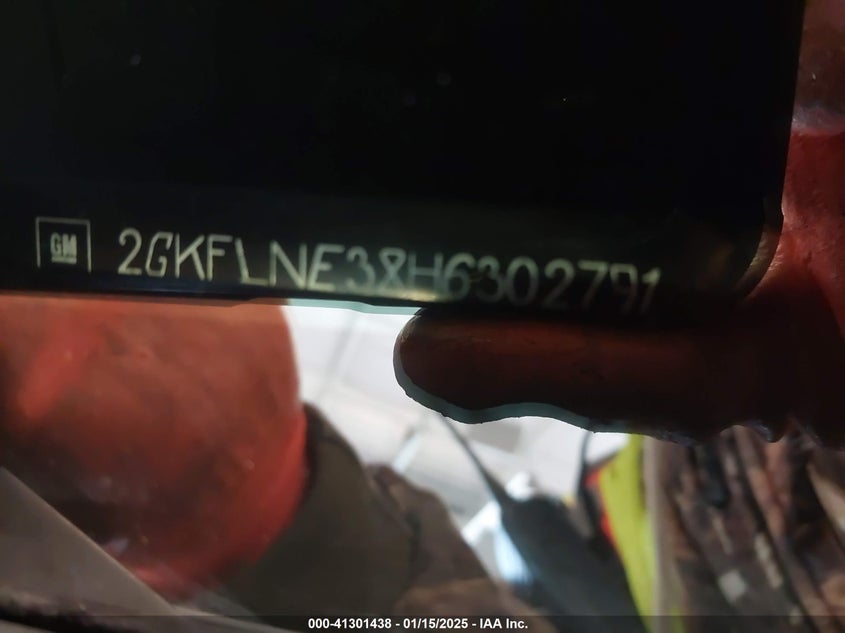 GM 2GKFLNE38H6302791
000-41301438 - 01/15/2025 - IAA Inc.